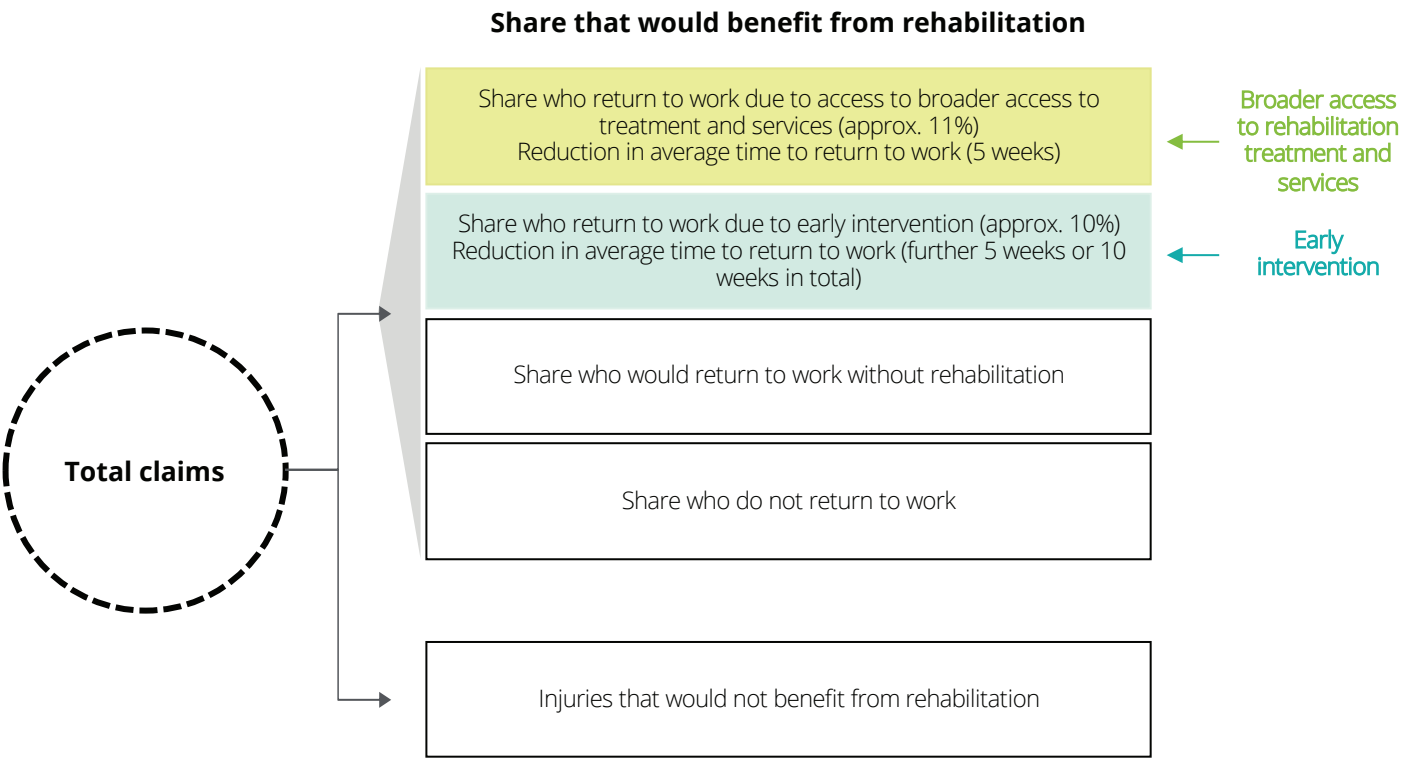 Share that would benefit from rehabilitation
Share who return to work due to access to broader access to
treatment and services (approx. 11%)
Reduction in average time to return to work (5 weeks)
Broader access
to rehabilitation
treatment and
services
Share who return to work due to early intervention (approx. 10%)
Reduction in average time to return to work (further 5 weeks or 10
weeks in total)
Early
intervention
Share who would return to work without rehabilitation
Total claims
Share who do not return to work
Injuries that would not benefit from rehabilitation